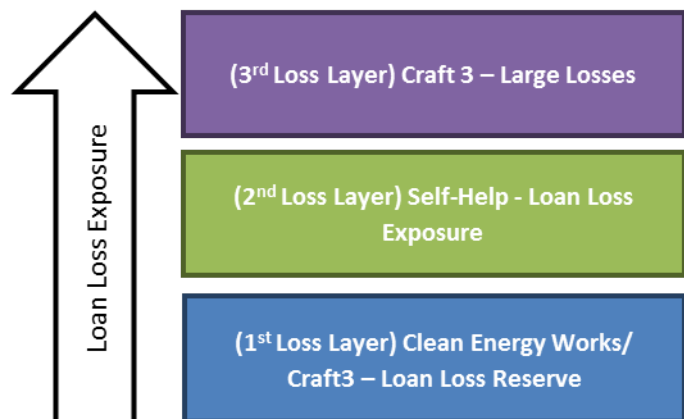 (3rd Loss Layer) Craft 3 – Large Losses
(2nd Loss Layer) Self-Help - Loan Loss
Exposure
(1st Loss Layer) Clean Energy Works/
Craft3 – Loan Loss Reserve
Loan Loss Exposure